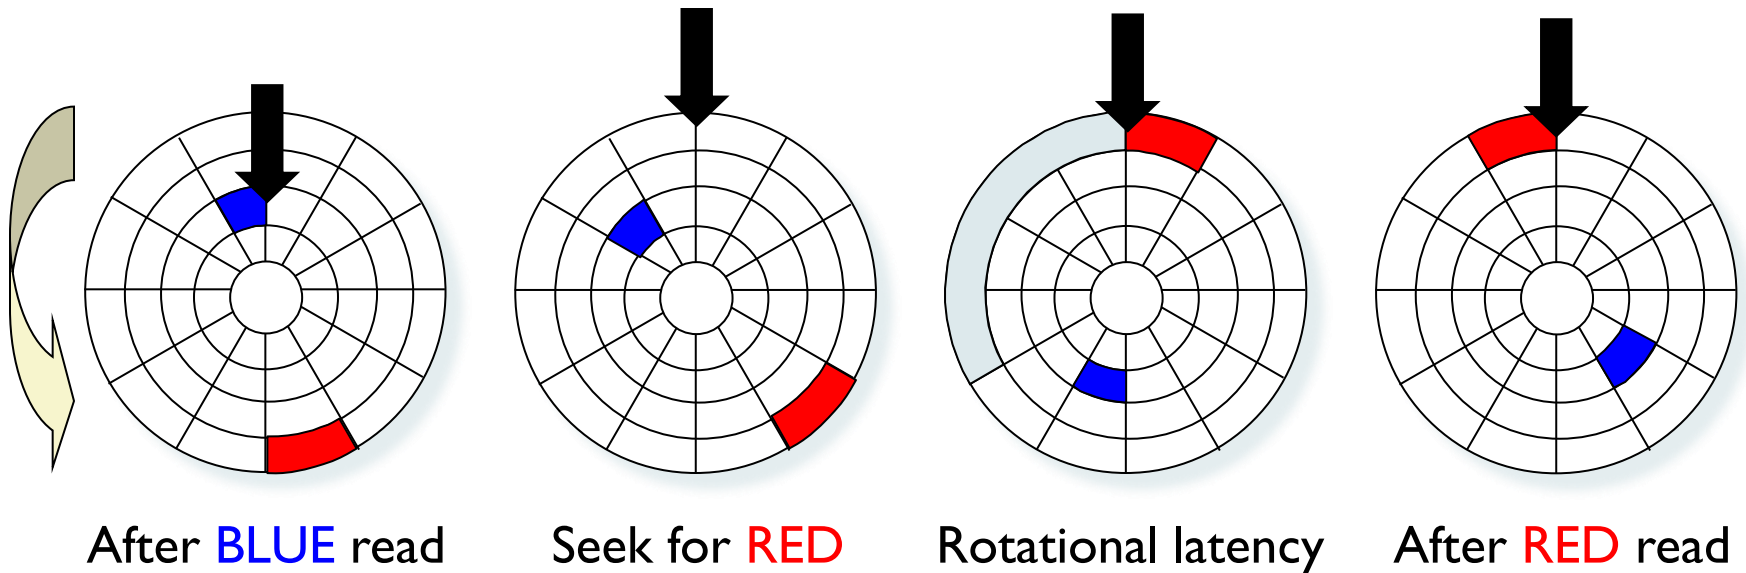 After BLUE read
Seek for RED
Rotational latency
After RED read